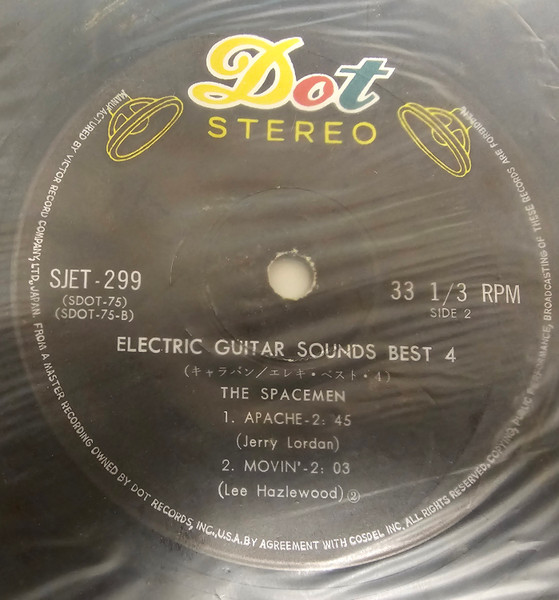 Dot
STEREO
SJET-299
(SDOT-75)
(SDOT-75-B)
33 1/3 RPM
SIDE 2
ELECTRIC GUITAR SOUNDS BEST 4
(キャラバン/エレキ・ベスト・4)
THE SPACEMEN
1. APACHE-2: 45
(Jerry Lordan)
2. MOVIN'-2: 03
(Lee Hazlewood) ②
MANUFACTURED BY VICTOR RECORD COMPANY, LTD. JAPAN. FROM A MASTER RECORDING OWNED BY DOT RECORDS, INC., U.S.A. BY AGREEMENT WITH COSDEL INC. ALL RIGHTS RESERVED. COPYING, PUBLIC PERFORMANCE, BROADCASTING OF THESE RECORDS ARE FORBIDDEN.